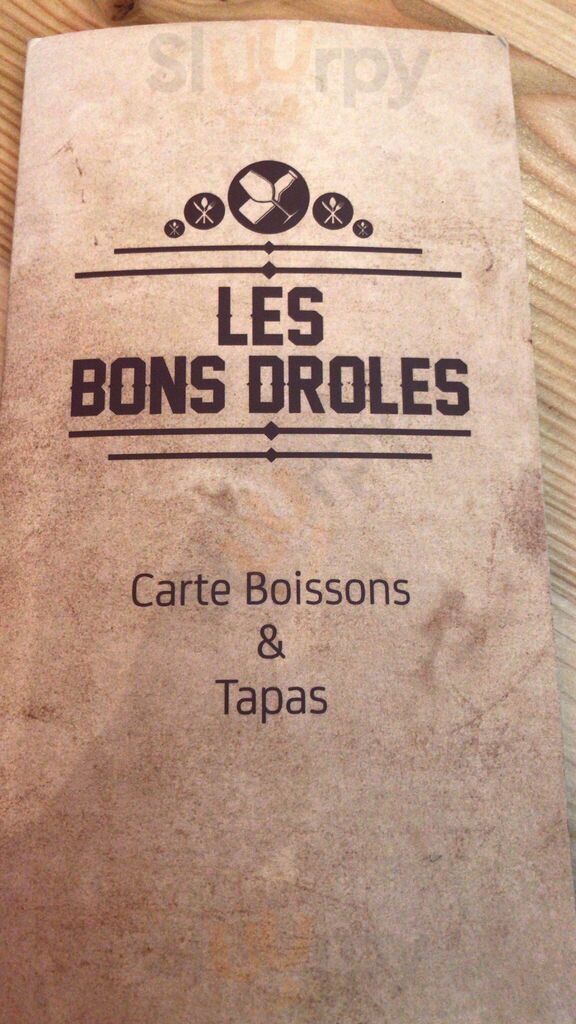 Sluurpy
LES
BONS DROLES
Carte Boissons
&
Tapas